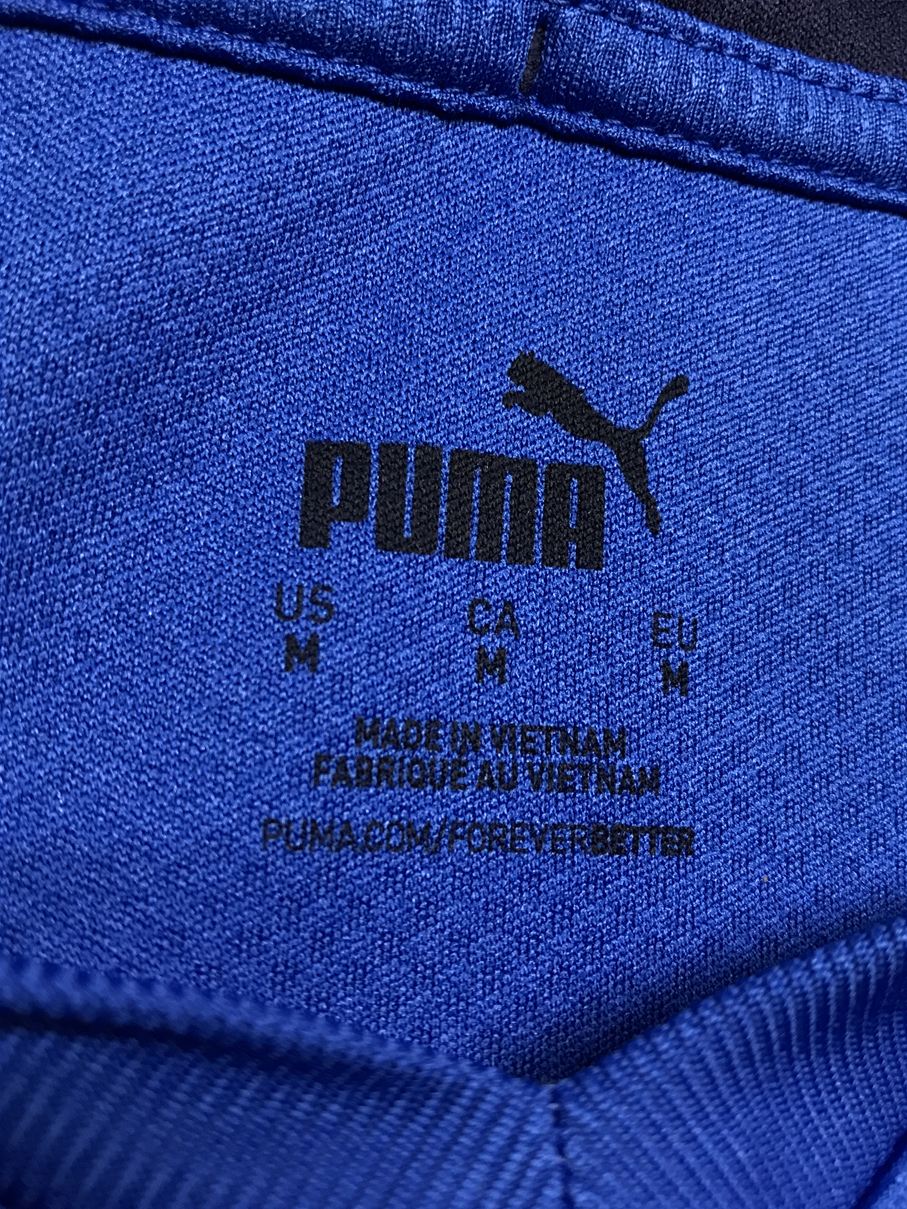 PUMA
US CA EU
M M M
MADE IN VIETNAM
FABRIQUÉ AU VIETNAM
PUMA.COM/FOREVERBETTER